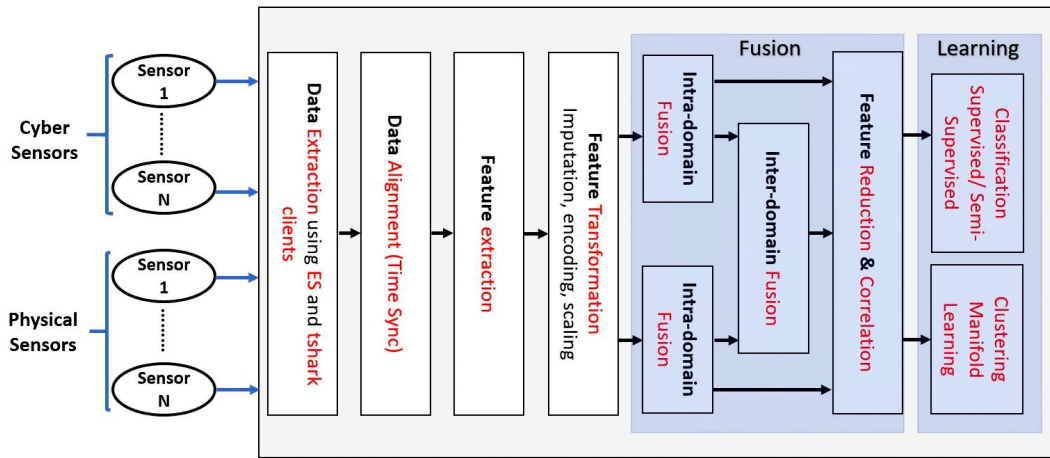 Cyber
Sensors
Sensor
1
Sensor
N
Physical
Sensors
Sensor
1
Sensor
N
Data Extraction using ES and tshark
clients
Data Alignment (Time Sync)
Feature extraction
Feature Transformation
Imputation, encoding, scaling
Fusion
Intra-domain
Fusion
Intra-domain
Fusion
Inter-domain Fusion
Feature Reduction & Correlation
Learning
Classification
Supervised/ Semi-
Supervised
Clustering
Manifold
Learning